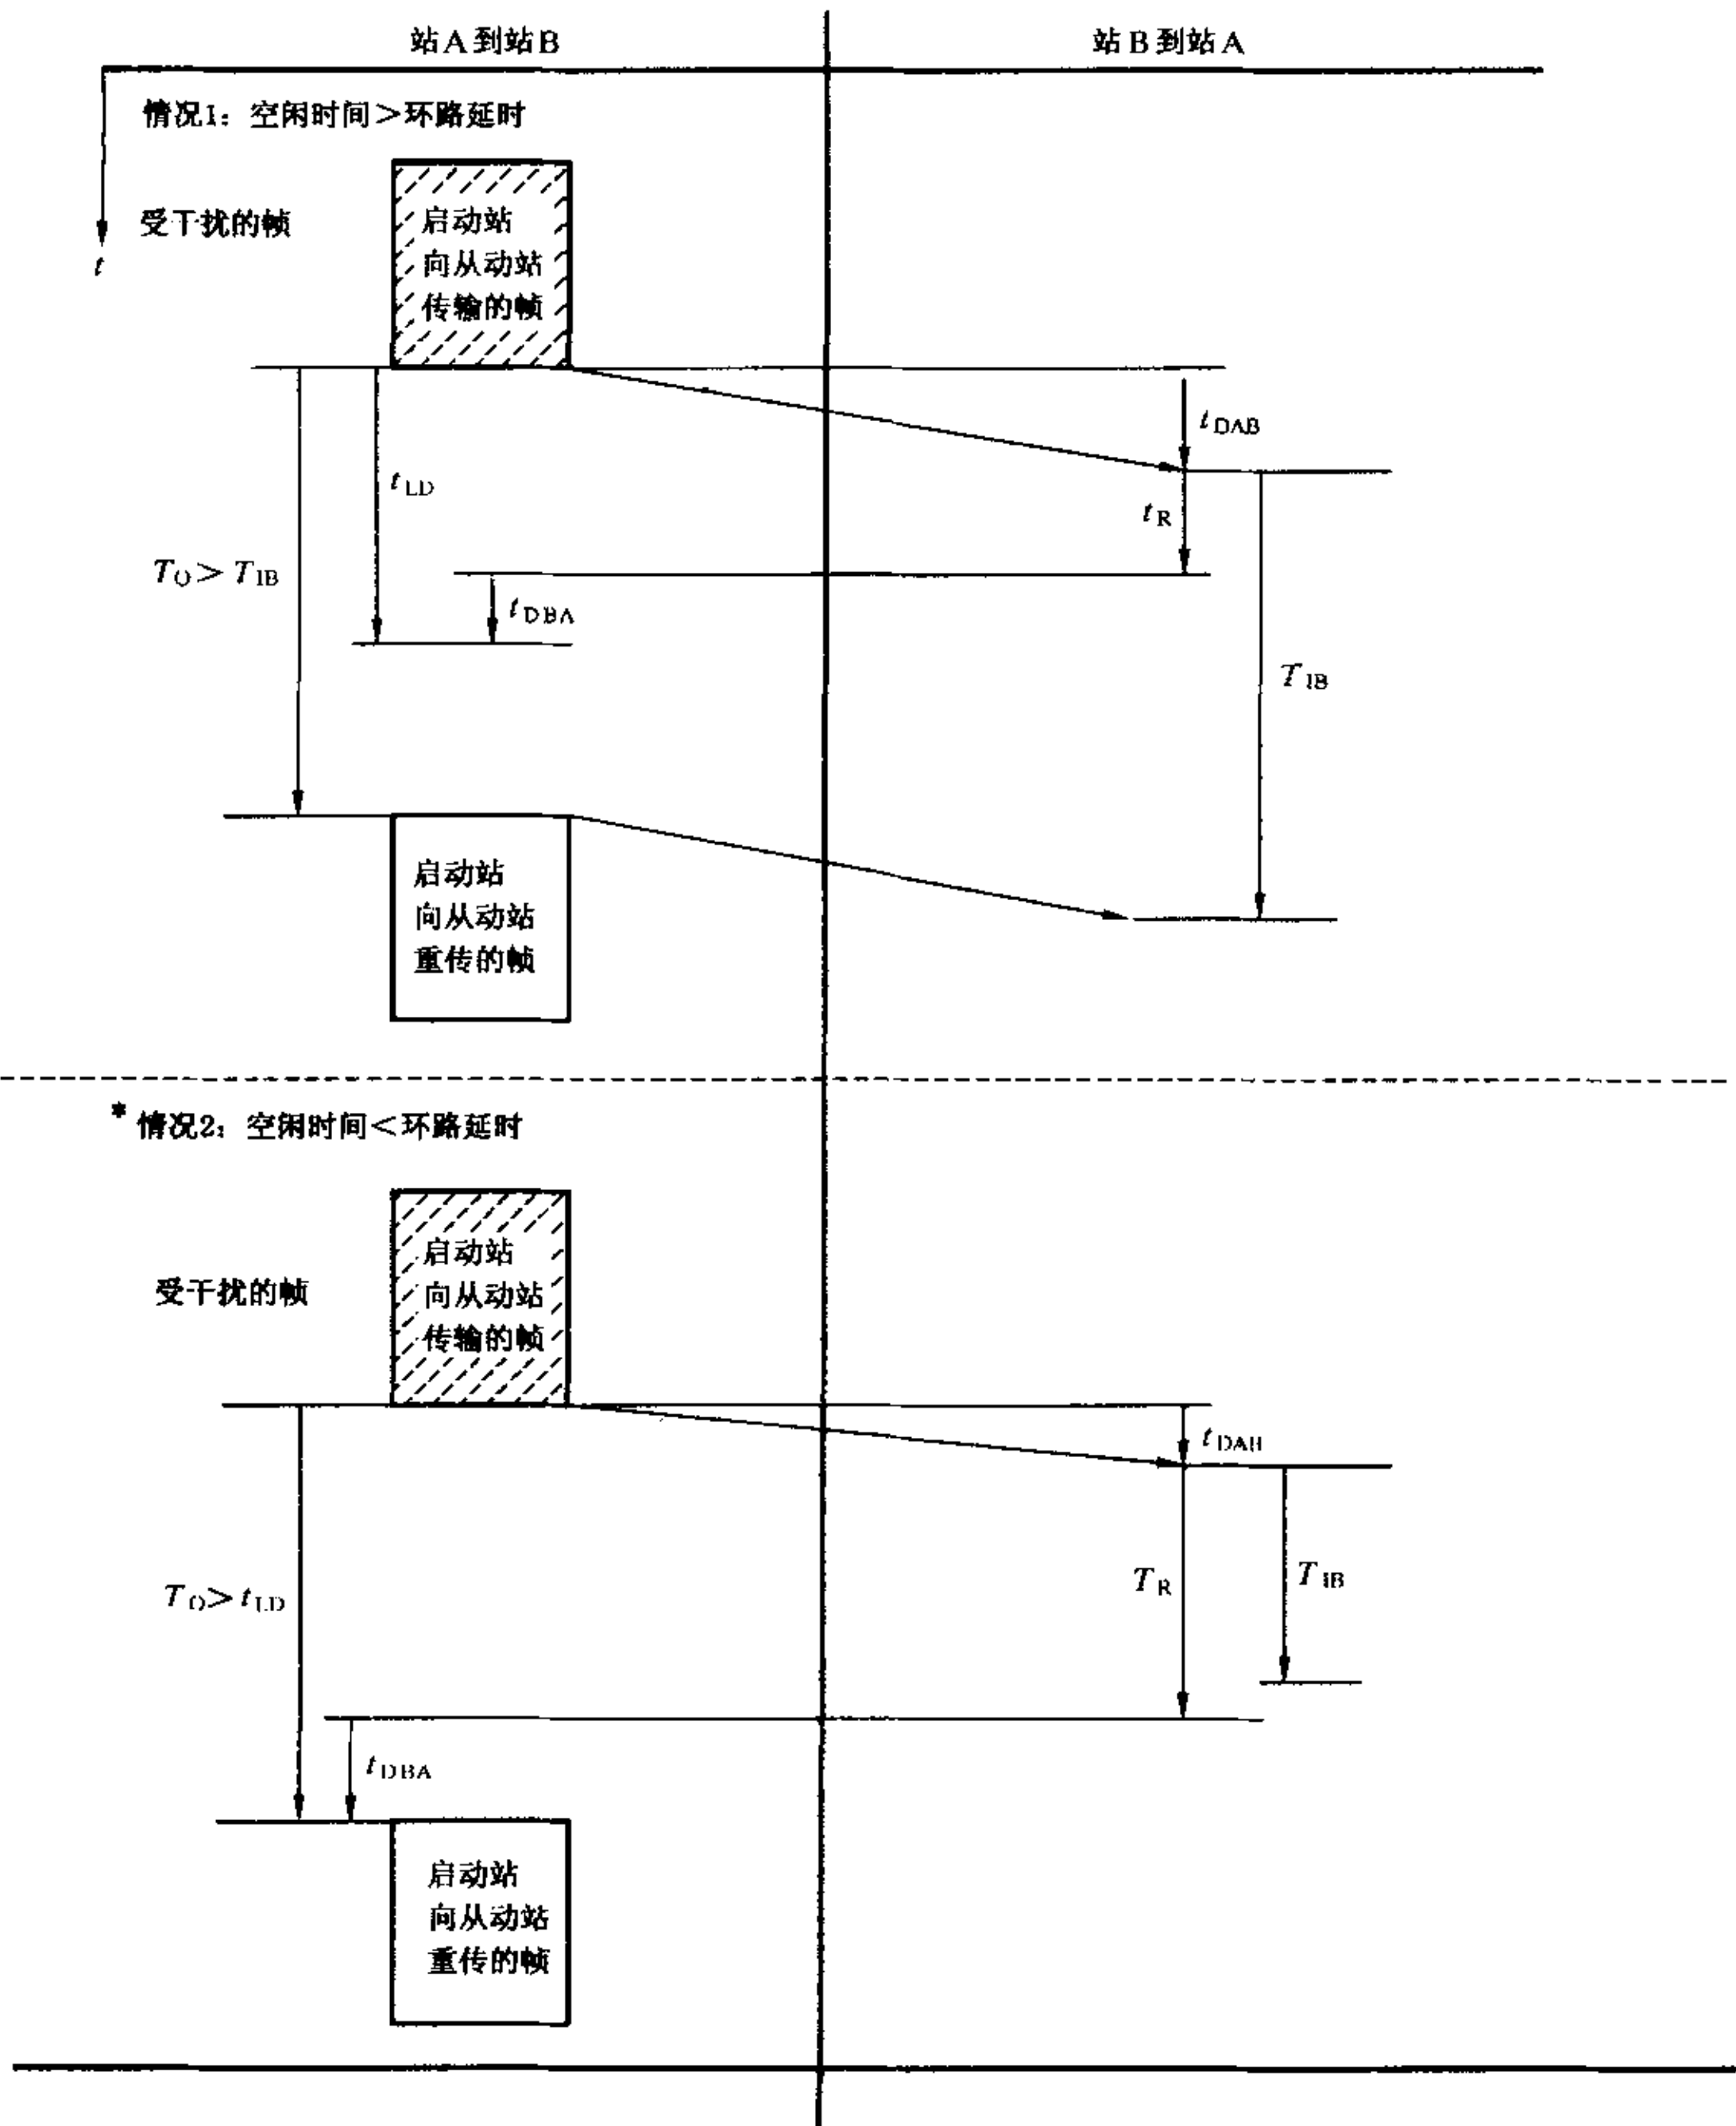 站A到站B
站B到站A
情况1：空闲时间＞环路延时
受干扰的帧
t
启动站
向从动站
传输的帧
tDAB
tLD
tR
TO＞TIB
tDBA
TIB
启动站
向从动站
重传的帧
*情况2：空闲时间＜环路延时
受干扰的帧
启动站
向从动站
传输的帧
tDAB
TO＞tLD
TR
TIB
tDBA
启动站
向从动站
重传的帧